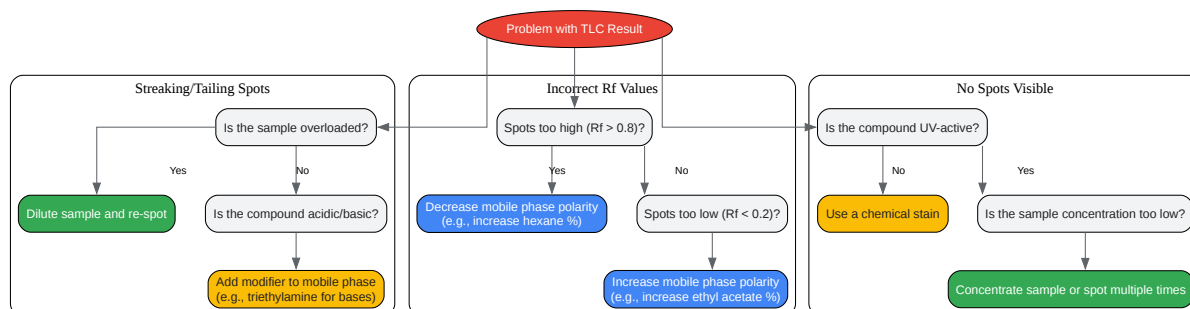 Problem with TLC Result
Streaking/Tailing Spots
Is the sample overloaded?
Yes
No
Dilute sample and re-spot
Is the compound acidic/basic?
Add modifier to mobile phase
(e.g., triethylamine for bases)
Incorrect Rf Values
Spots too high (Rf > 0.8)?
Yes
No
Decrease mobile phase polarity
(e.g., increase hexane %)
Spots too low (Rf < 0.2)?
Increase mobile phase polarity
(e.g., increase ethyl acetate %)
No Spots Visible
Is the compound UV-active?
No
Yes
Use a chemical stain
Is the sample concentration too low?
Concentrate sample or spot multiple times